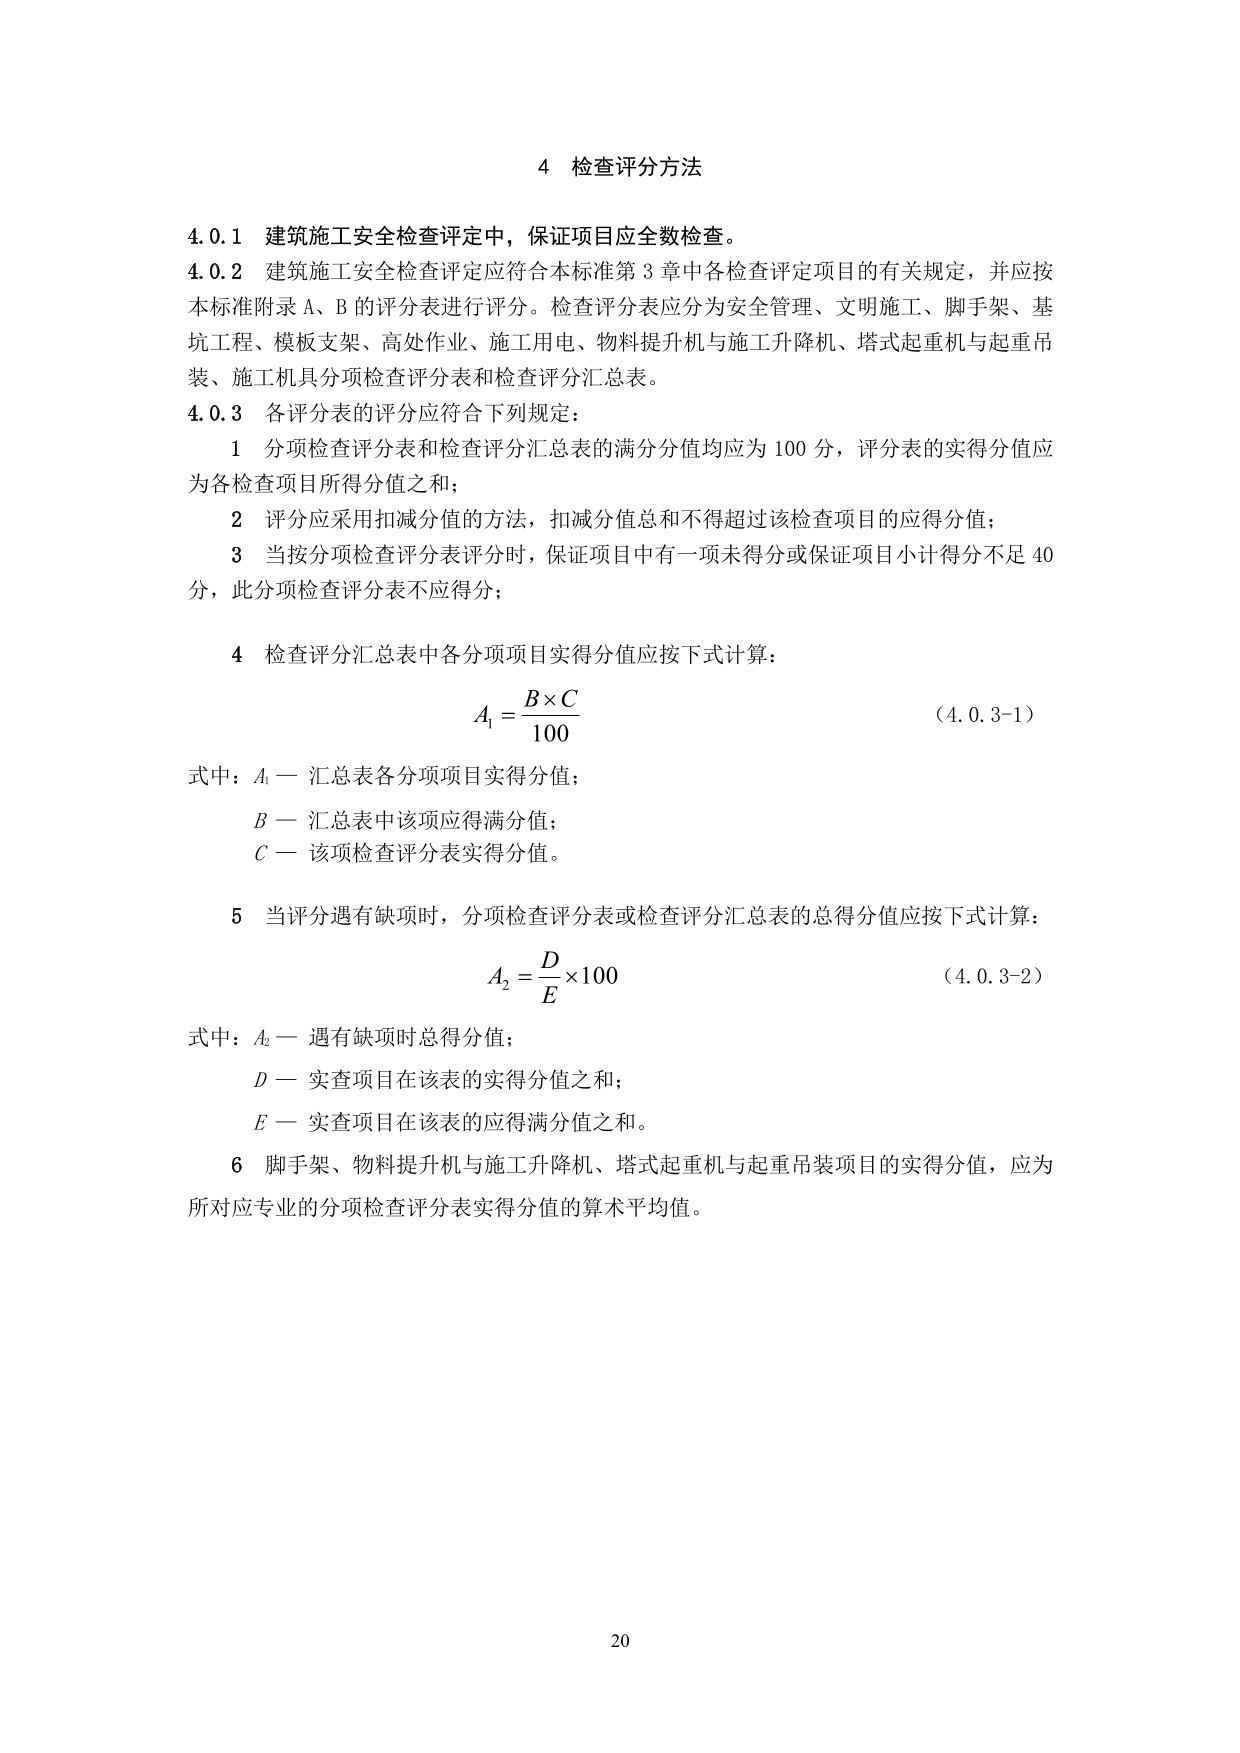 4 检查评分方法
4.0.1 建筑施工安全检查评定中，保证项目应全数检查。
4.0.2 建筑施工安全检查评定应符合本标准第 3 章中各检查评定项目的有关规定，并应按
本标准附录 A、B 的评分表进行评分。检查评分表应分为安全管理、文明施工、脚手架、基
坑工程、模板支架、高处作业、施工用电、物料提升机与施工升降机、塔式起重机与起重吊
装、施工机具分项检查评分表和检查评分汇总表。
4.0.3 各评分表的评分应符合下列规定：
1 分项检查评分表和检查评分汇总表的满分分值均应为 100 分，评分表的实得分值应
为各检查项目所得分值之和；
2 评分应采用扣减分值的方法，扣减分值总和不得超过该检查项目的应得分值；
3 当按分项检查评分表评分时，保证项目中有一项未得分或保证项目小计得分不足 40
分，此分项检查评分表不应得分；
4 检查评分汇总表中各分项项目实得分值应按下式计算：
A₁ = B×C / 100 （4.0.3-1）
式中：A₁ — 汇总表各分项项目实得分值；
B — 汇总表中该项应得满分值；
C — 该项检查评分表实得分值。
5 当评分遇有缺项时，分项检查评分表或检查评分汇总表的总得分值应按下式计算：
A₂ = D / E ×100 （4.0.3-2）
式中：A₂ — 遇有缺项时总得分值；
D — 实查项目在该表的实得分值之和；
E — 实查项目在该表的应得满分值之和。
6 脚手架、物料提升机与施工升降机、塔式起重机与起重吊装项目的实得分值，应为
所对应专业的分项检查评分表实得分值的算术平均值。
20